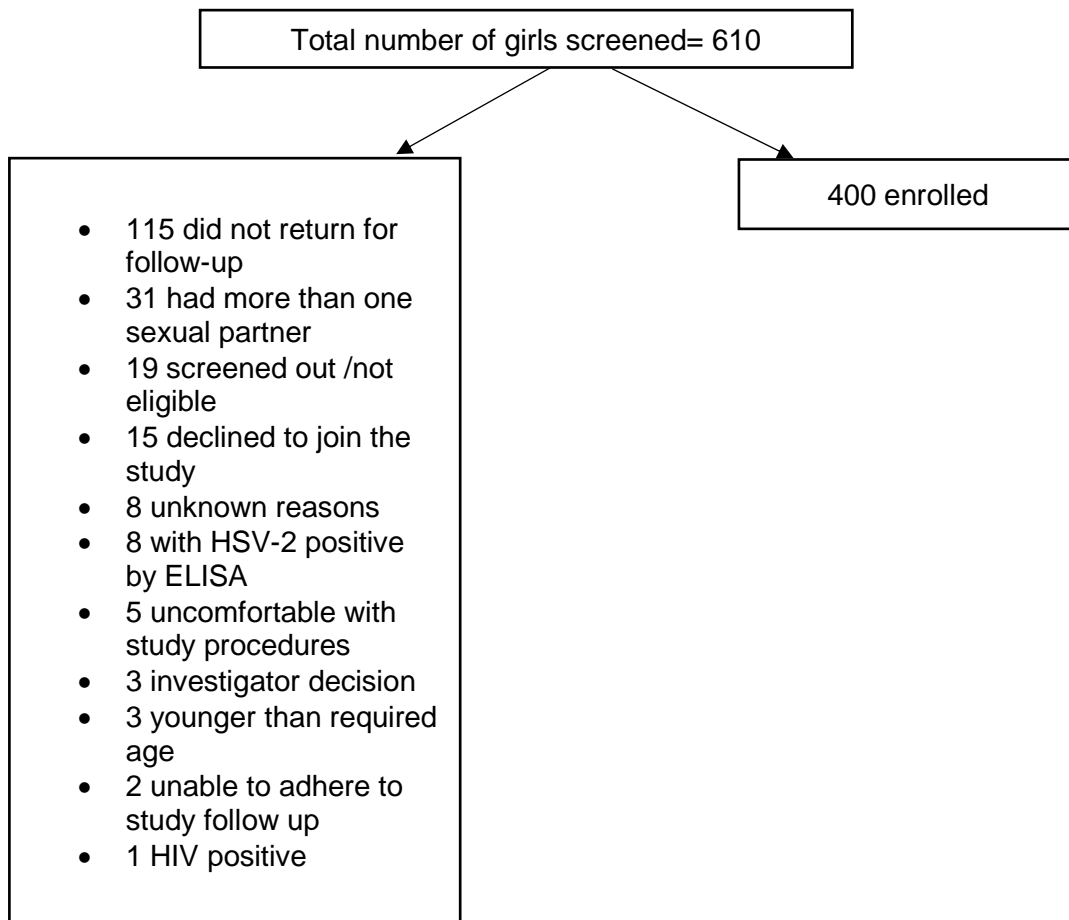 Total number of girls screened= 610
400 enrolled
• 115 did not return for
follow-up
• 31 had more than one
sexual partner
• 19 screened out /not
eligible
• 15 declined to join the
study
• 8 unknown reasons
• 8 with HSV-2 positive
by ELISA
• 5 uncomfortable with
study procedures
• 3 investigator decision
• 3 younger than required
age
• 2 unable to adhere to
study follow up
• 1 HIV positive